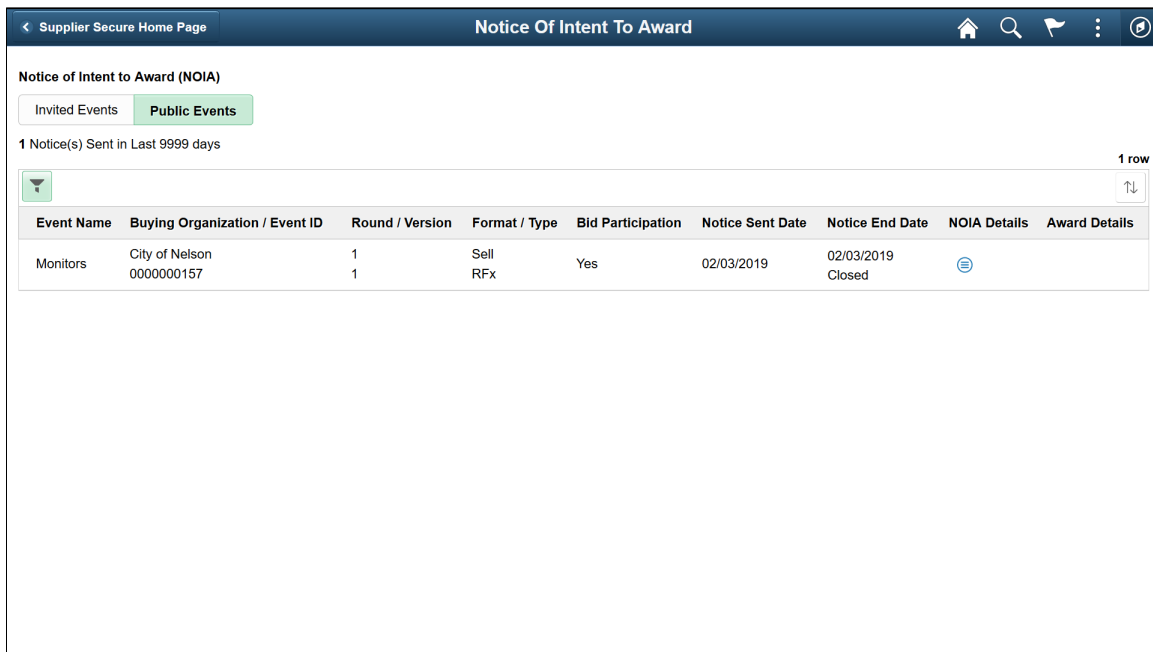 Supplier Secure Home Page Notice Of Intent To Award
Notice of Intent to Award (NOIA)
Invited Events Public Events
1 Notice(s) Sent in Last 9999 days
1 row
Event Name Buying Organization / Event ID Round / Version Format / Type Bid Participation Notice Sent Date Notice End Date NOIA Details Award Details
Monitors City of Nelson 1 Sell Yes 02/03/2019 02/03/2019
0000000157 1 RFx Closed